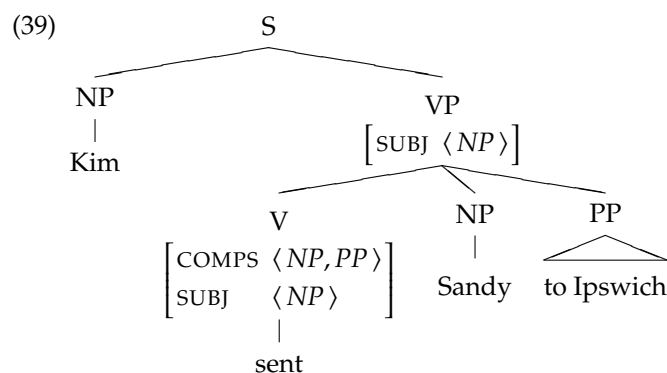 (39) S
NP VP
[SUBJ ⟨NP⟩]
Kim
V NP PP
[COMPS ⟨NP, PP⟩
SUBJ ⟨NP⟩]
Sandy to Ipswich
sent